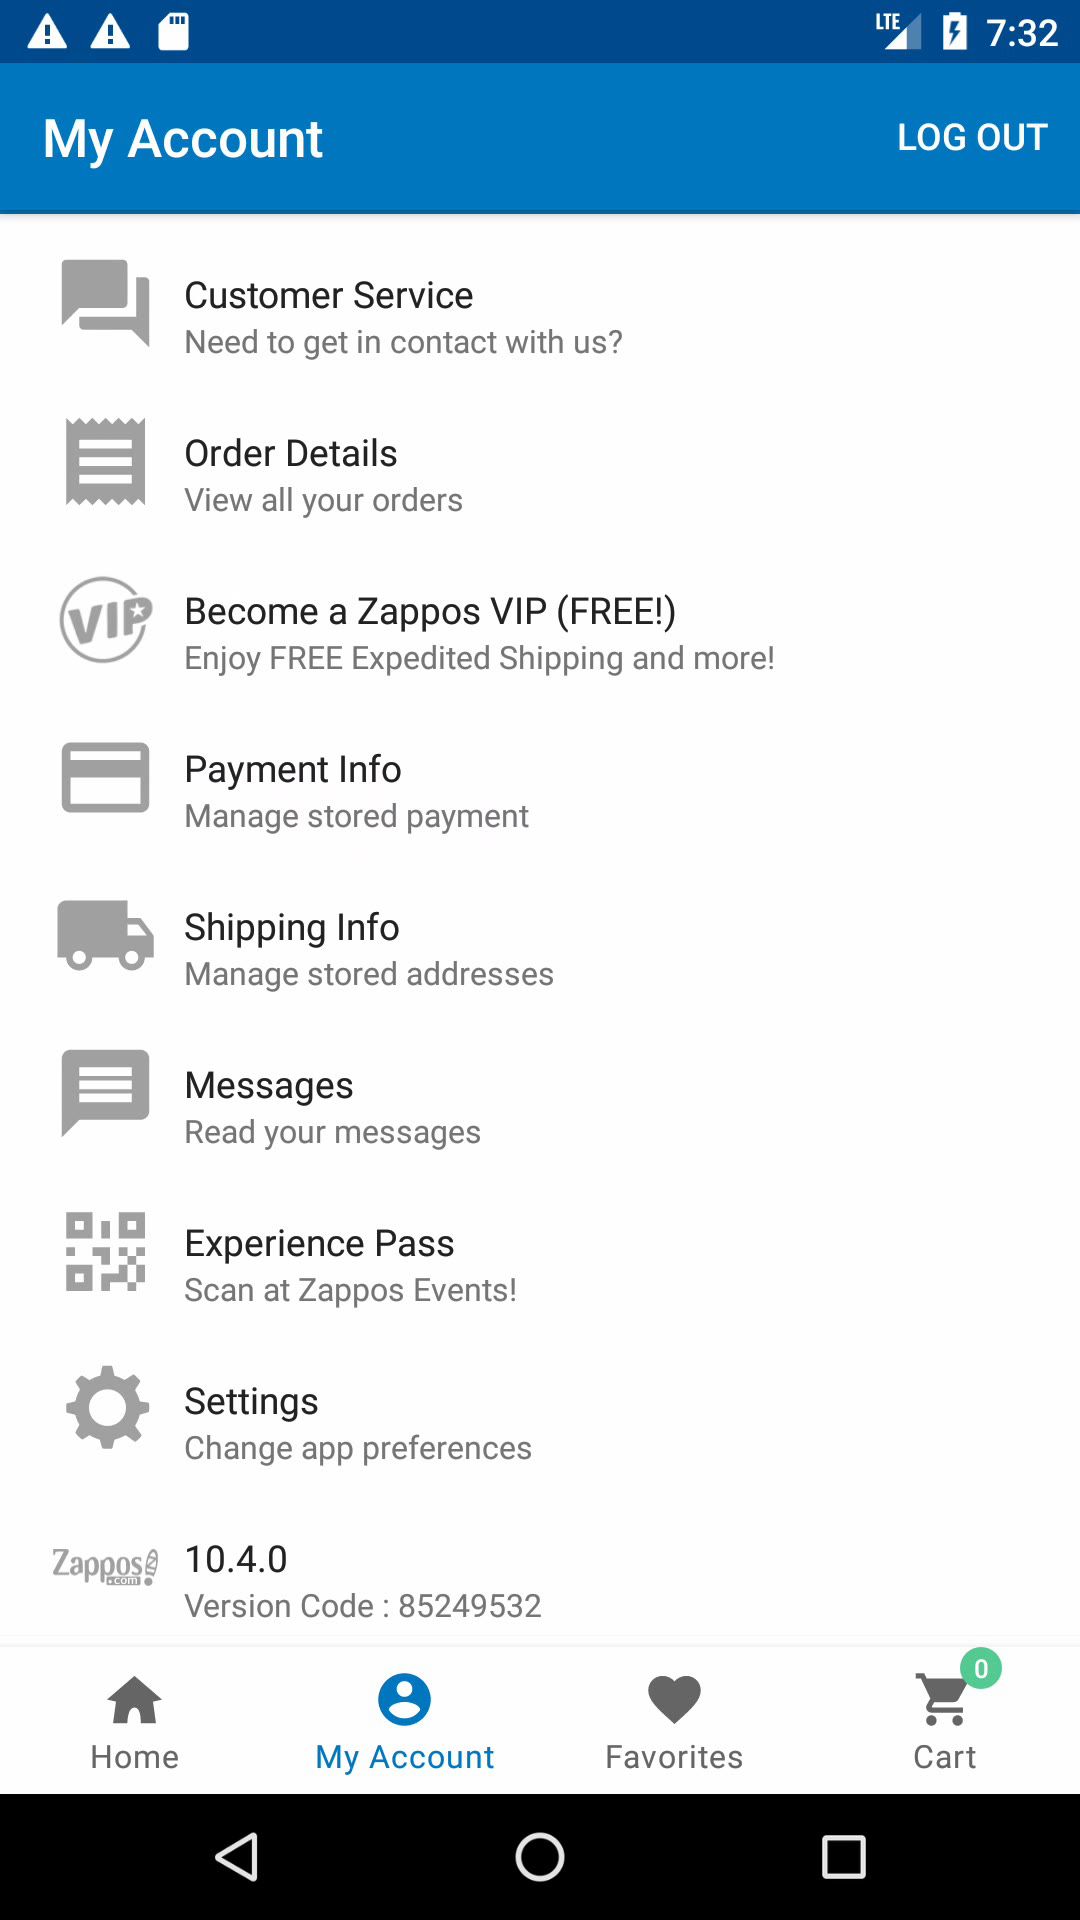 LTE 7:32
My Account LOG OUT
Customer Service
Need to get in contact with us?
Order Details
View all your orders
VIP
Become a Zappos VIP (FREE!)
Enjoy FREE Expedited Shipping and more!
Payment Info
Manage stored payment
Shipping Info
Manage stored addresses
Messages
Read your messages
Experience Pass
Scan at Zappos Events!
Settings
Change app preferences
Zappos
.com
10.4.0
Version Code : 85249532
0
Home My Account Favorites Cart